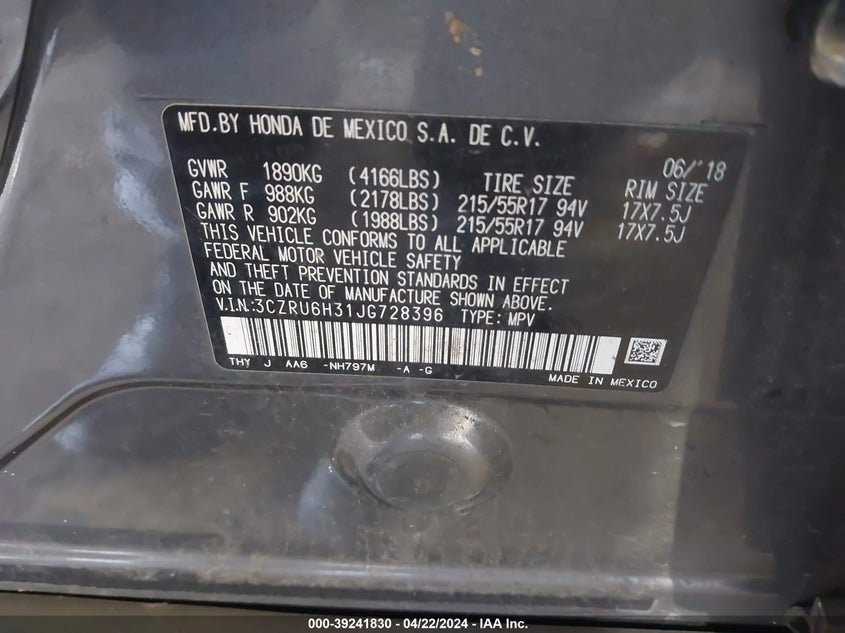 MFD.BY HONDA DE MEXICO S.A. DE C.V.
06/'18
GVWR 1890KG (4166LBS) TIRE SIZE RIM SIZE
GAWR F 988KG (2178LBS) 215/55R17 94V 17X7.5J
GAWR R 902KG (1988LBS) 215/55R17 94V 17X7.5J
THIS VEHICLE CONFORMS TO ALL APPLICABLE
FEDERAL MOTOR VEHICLE SAFETY
AND THEFT PREVENTION STANDARDS IN EFFECT
ON THE DATE OF MANUFACTURE SHOWN ABOVE.
V.I.N:3CZRU6H31JG728396 TYPE: MPV
THY J AA6 -NH797M -A -G
MADE IN MEXICO
000-39241830 - 04/22/2024 - IAA Inc.